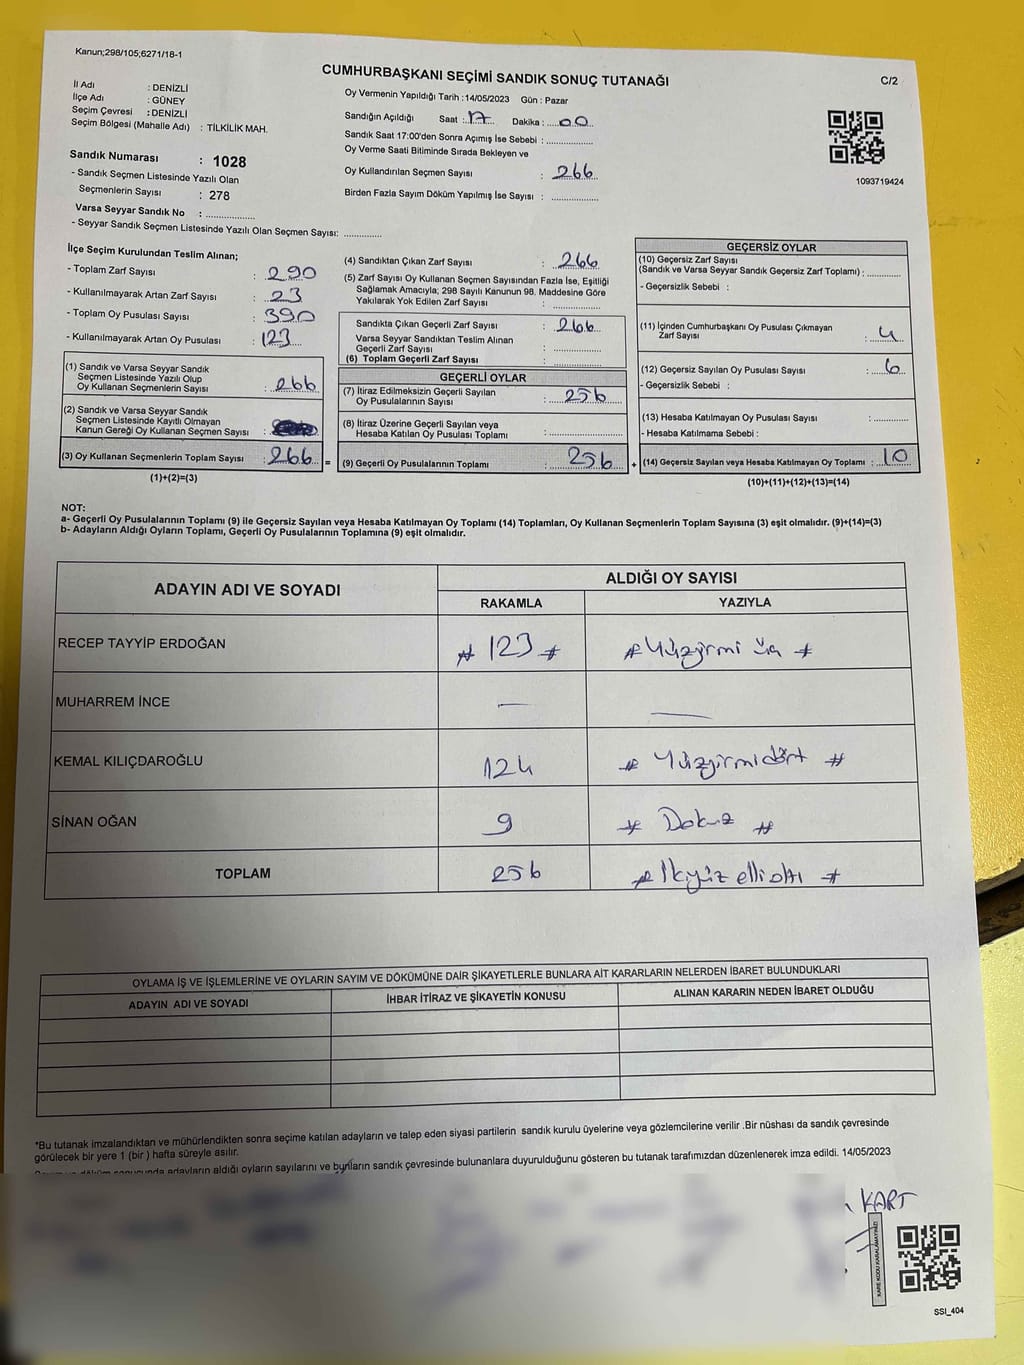 Kanun;298/105;6271/18-1
CUMHURBAŞKANI SEÇİMİ SANDIK SONUÇ TUTANAĞI
C/2
İl Adı : DENİZLİ
İlçe Adı : GÜNEY
Seçim Çevresi : DENİZLİ
Seçim Bölgesi (Mahalle Adı) : TİLKİLİK MAH.
Sandık Numarası : 1028
- Sandık Seçmen Listesinde Yazılı Olan
Seçmenlerin Sayısı : 278
Varsa Seyyar Sandık No : ................
- Seyyar Sandık Seçmen Listesinde Yazılı Olan Seçmen Sayısı: ............
Oy Vermenin Yapıldığı Tarih :14/05/2023 Gün : Pazar
Sandığın Açıldığı Saat : 17 Dakika : 00
Sandık Saat 17:00'den Sonra Açımış İse Sebebi : ..............
Oy Verme Saati Bitiminde Sırada Bekleyen ve
Oy Kullandırılan Seçmen Sayısı : 266
Birden Fazla Sayım Döküm Yapılmış İse Sayısı : ..............
1093719424
İlçe Seçim Kurulundan Teslim Alınan;
- Toplam Zarf Sayısı : 290
- Kullanılmayarak Artan Zarf Sayısı : 23
- Toplam Oy Pusulası Sayısı : 390
- Kullanılmayarak Artan Oy Pusulası : 123
(1) Sandık ve Varsa Seyyar Sandık
Seçmen Listesinde Yazılı Olup
Oy Kullanan Seçmenlerin Sayısı : 266
(2) Sandık ve Varsa Seyyar Sandık
Seçmen Listesinde Kayıtlı Olmayan
Kanun Gereği Oy Kullanan Seçmen Sayısı :
(3) Oy Kullanan Seçmenlerin Toplam Sayısı : 266 =
(1)+(2)=(3)
(4) Sandıktan Çıkan Zarf Sayısı : 266
(5) Zarf Sayısı Oy Kullanan Seçmen Sayısından Fazla İse, Eşitliği
Sağlamak Amacıyla; 298 Sayılı Kanunun 98. Maddesine Göre
Yakılarak Yok Edilen Zarf Sayısı : ..............
Sandıkta Çıkan Geçerli Zarf Sayısı : 266
Varsa Seyyar Sandıktan Teslim Alınan
Geçerli Zarf Sayısı : ..............
(6) Toplam Geçerli Zarf Sayısı : ..............
GEÇERLİ OYLAR
(7) İtiraz Edilmeksizin Geçerli Sayılan
Oy Pusulalarının Sayısı : 256
(8) İtiraz Üzerine Geçerli Sayılan veya
Hesaba Katılan Oy Pusulası Toplamı : ..............
(9) Geçerli Oy Pusulalarının Toplamı : 256 +
GEÇERSİZ OYLAR
(10) Geçersiz Zarf Sayısı
(Sandık ve Varsa Seyyar Sandık Geçersiz Zarf Toplamı) : ..........
- Geçersizlik Sebebi :
(11) İçinden Cumhurbaşkanı Oy Pusulası Çıkmayan
Zarf Sayısı : 4
(12) Geçersiz Sayılan Oy Pusulası Sayısı : 6
- Geçersizlik Sebebi :
(13) Hesaba Katılmayan Oy Pusulası Sayısı : ..........
- Hesaba Katılmama Sebebi :
(14) Geçersiz Sayılan veya Hesaba Katılmayan Oy Toplamı : 10
(10)+(11)+(12)+(13)=(14)
NOT:
a- Geçerli Oy Pusulalarının Toplamı (9) ile Geçersiz Sayılan veya Hesaba Katılmayan Oy Toplamı (14) Toplamları, Oy Kullanan Seçmenlerin Toplam Sayısına (3) eşit olmalıdır. (9)+(14)=(3)
b- Adayların Aldığı Oyların Toplamı, Geçerli Oy Pusulalarının Toplamına (9) eşit olmalıdır.
ADAYIN ADI VE SOYADI
ALDIĞI OY SAYISI
RAKAMLA YAZIYLA
RECEP TAYYİP ERDOĞAN # 123 # # Yüzyirmi üç #
MUHARREM İNCE — —
KEMAL KILIÇDAROĞLU 124 # Yüzyirmidört #
SİNAN OĞAN 9 # Dokuz #
TOPLAM 256 # İkiyüz elli altı #
OYLAMA İŞ VE İŞLEMLERİNE VE OYLARIN SAYIM VE DÖKÜMÜNE DAİR ŞİKAYETLERLE BUNLARA AİT KARARLARIN NELERDEN İBARET BULUNDUKLARI
ADAYIN ADI VE SOYADI İHBAR İTİRAZ VE ŞİKAYETİN KONUSU ALINAN KARARIN NEDEN İBARET OLDUĞU
*Bu tutanak imzalandıktan ve mühürlendikten sonra seçime katılan adayların ve talep eden siyasi partilerin sandık kurulu üyelerine veya gözlemcilerine verilir .Bir nüshası da sandık çevresinde
görülecek bir yere 1 (bir ) hafta süreyle asılır.
adayların aldığı oyların sayılarını ve bunların sandık çevresinde bulunanlara duyurulduğunu gösteren bu tutanak tarafımızdan düzenlenerek imza edildi. 14/05/2023
KART
KARE KODU KARALAMAYINIZ!
SSİ_404